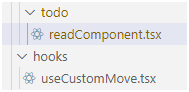 todo
readComponent.tsx
hooks
useCustomMove.tsx